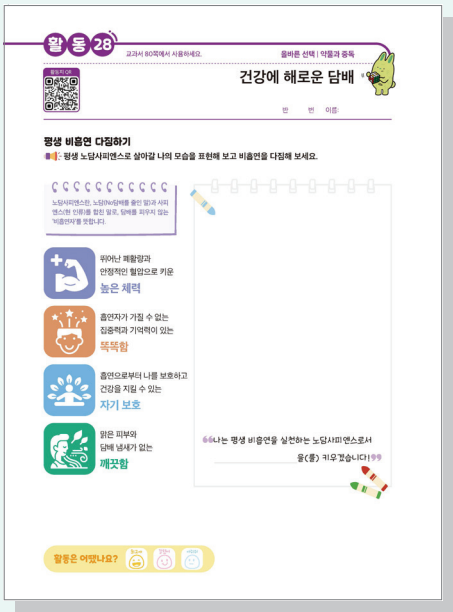 활동 28
교과서 80쪽에서 사용하세요.
올바른 선택 | 약물과 중독
활동지 QR
건강에 해로운 담배
반 번 이름:
평생 비흡연 다짐하기
평생 노담사피엔스로 살아갈 나의 모습을 표현해 보고 비흡연을 다짐해 보세요.
노담사피엔스란, 노담(No담배를 줄인 말)과 사피
엔스(현 인류)를 합친 말로, 담배를 피우지 않는
'비흡연자'를 뜻합니다.
뛰어난 폐활량과
안정적인 혈압으로 키운
높은 체력
흡연자가 가질 수 없는
집중력과 기억력이 있는
똑똑함
흡연으로부터 나를 보호하고
건강을 지킬 수 있는
자기 보호
맑은 피부와
담배 냄새가 없는
깨끗함
“나는 평생 비흡연을 실천하는 노담사피엔스로서
을(를) 키우겠습니다!”
활동은 어땠나요?